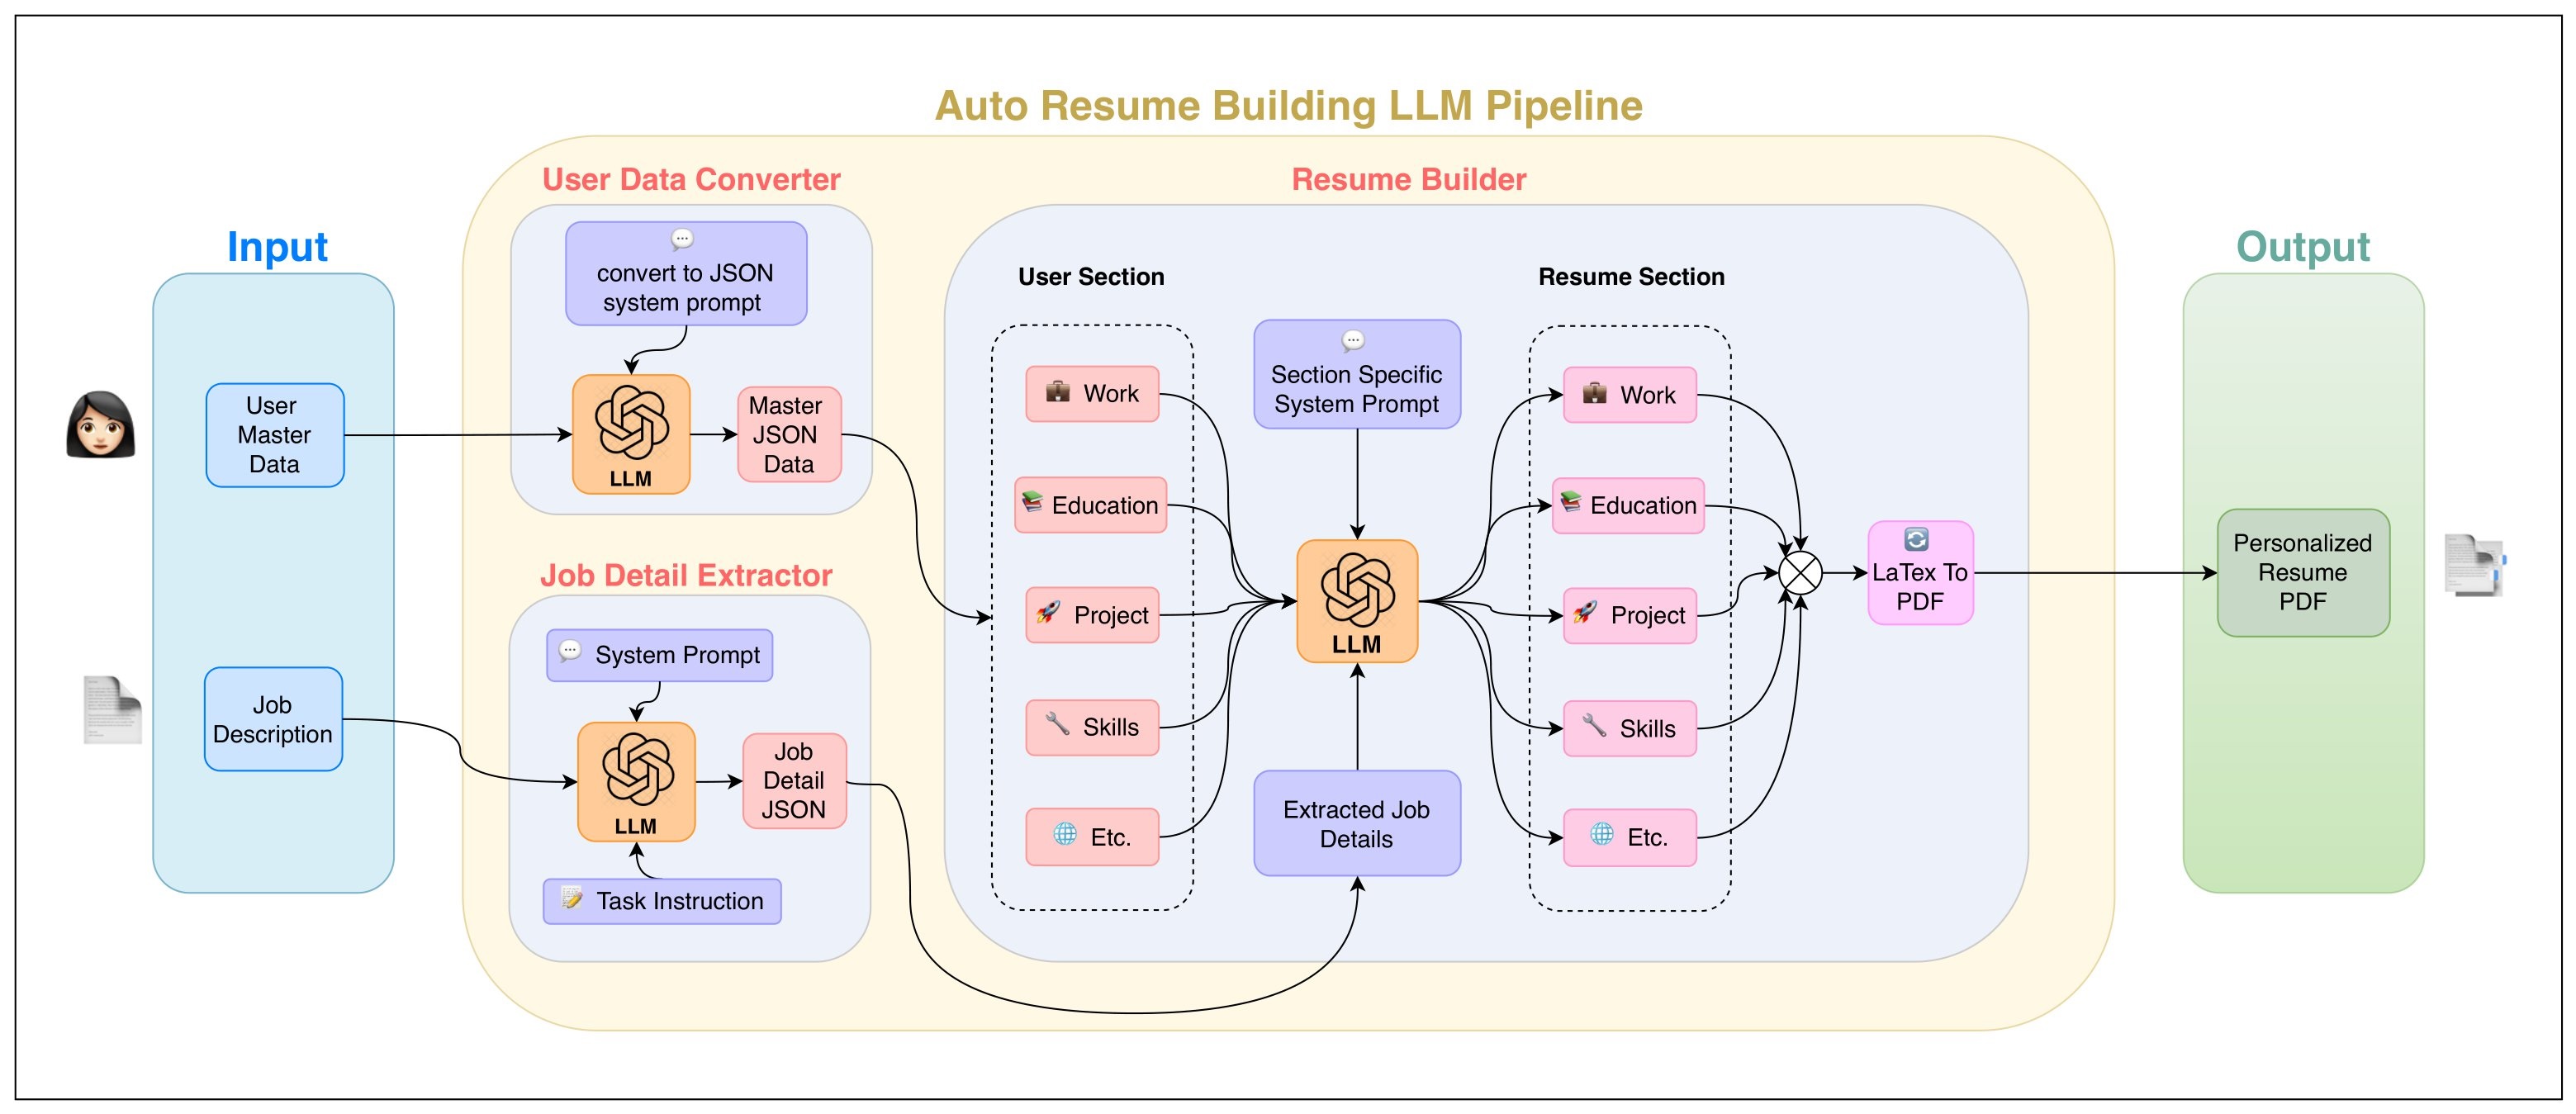 Auto Resume Building LLM Pipeline
Input
User
Master
Data
Job
Description
User Data Converter
convert to JSON
system prompt
LLM
Master
JSON
Data
Job Detail Extractor
System Prompt
LLM
Job
Detail
JSON
Task Instruction
Resume Builder
User Section
Work
Education
Project
Skills
Etc.
Section Specific
System Prompt
LLM
Extracted Job
Details
Resume Section
Work
Education
Project
Skills
Etc.
LaTex To
PDF
Output
Personalized
Resume
PDF